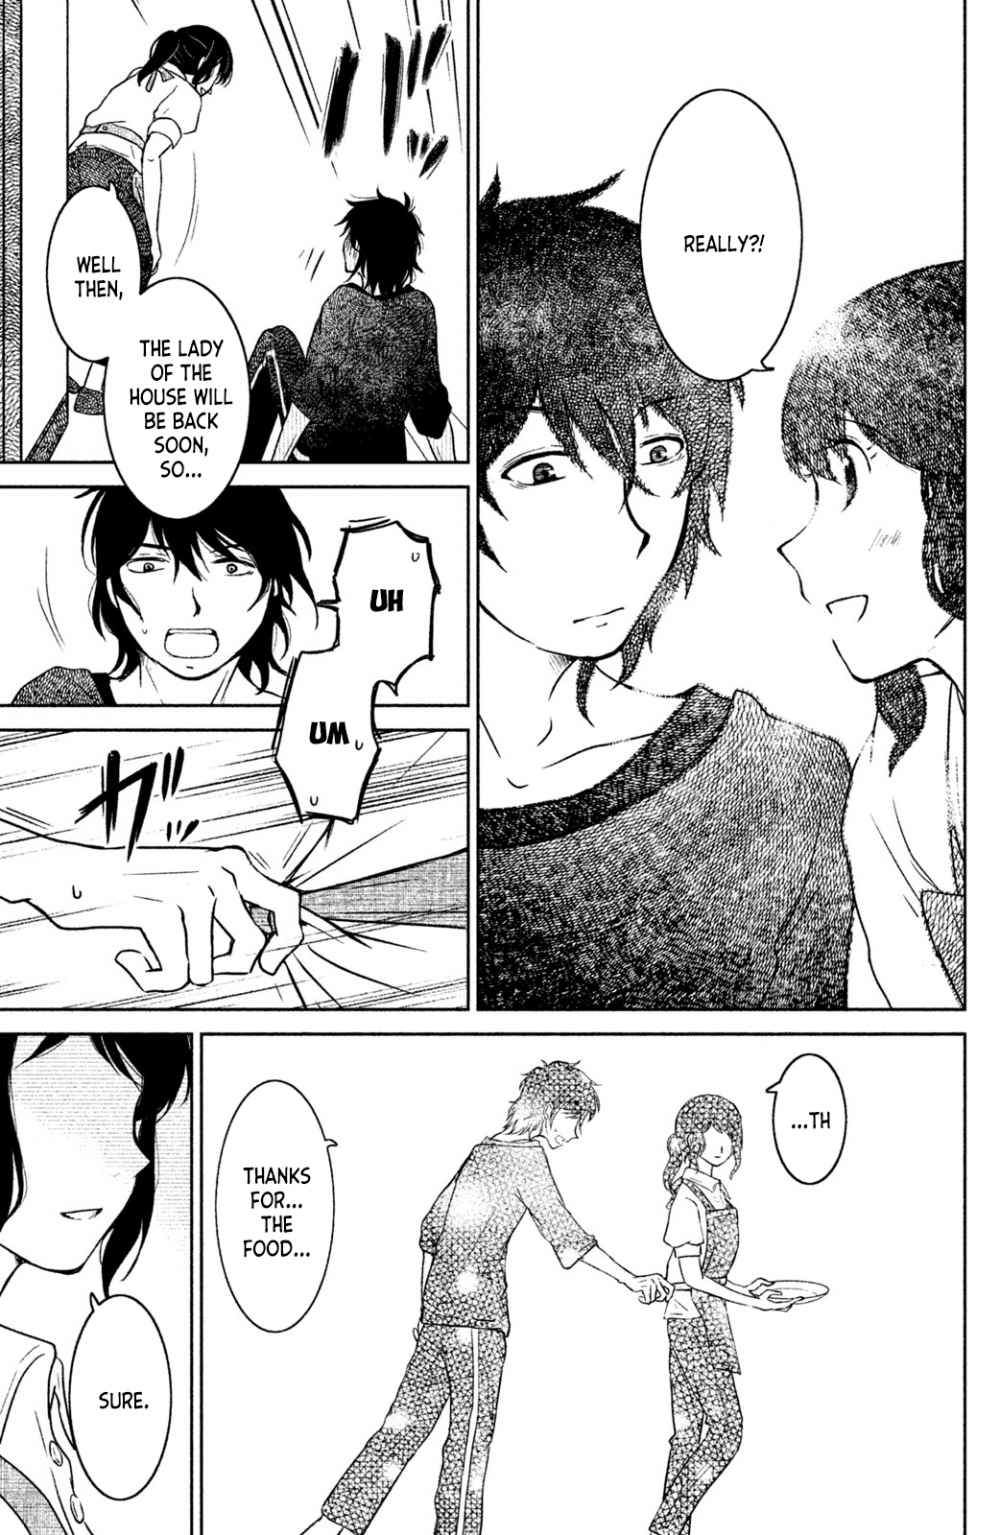 REALLY?!
WELL
THEN,
THE LADY
OF THE
HOUSE WILL
BE BACK
SOON,
SO...
UH
UM
ガ
...TH
THANKS
FOR...
THE
FOOD...
SURE.